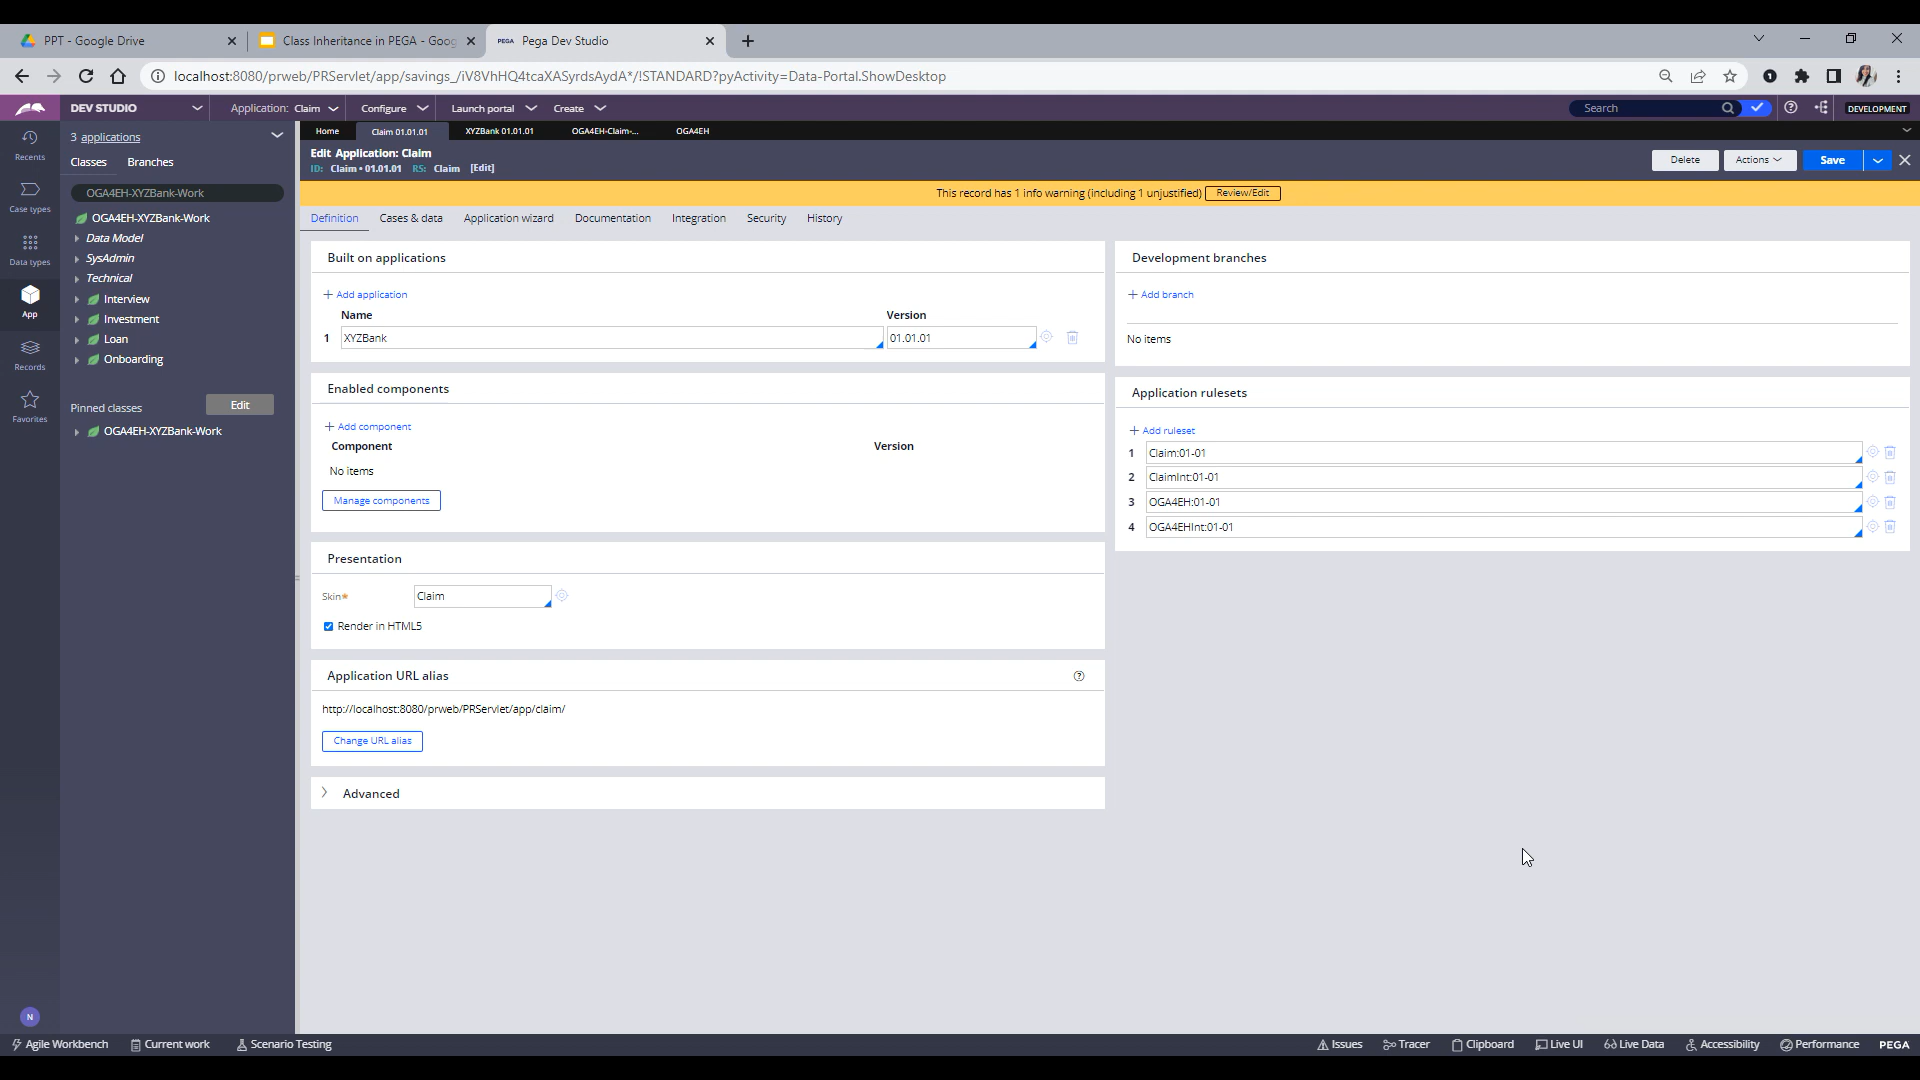 PPT - Google Drive
Class Inheritance in PEGA - Goog
PEGA Pega Dev Studio
localhost:8080/prweb/PRServlet/app/savings_/iV8VhHQ4tcaXASyrdsAydA*/!STANDARD?pyActivity=Data-Portal.ShowDesktop
DEV STUDIO
Application: Claim
Configure
Launch portal
Create
Search
DEVELOPMENT
Recents
Case types
Data types
App
Records
Favorites
N
3 applications
Classes Branches
OGA4EH-XYZBank-Work
OGA4EH-XYZBank-Work
Data Model
SysAdmin
Technical
Interview
Investment
Loan
Onboarding
Pinned classes Edit
OGA4EH-XYZBank-Work
Home Claim 01.01.01 XYZBank 01.01.01 OGA4EH-Claim-... OGA4EH
Edit Application: Claim
ID: Claim • 01.01.01 RS: Claim [Edit]
Delete Actions Save
This record has 1 info warning (including 1 unjustified) Review/Edit
Definition Cases & data Application wizard Documentation Integration Security History
Built on applications
+ Add application
Name Version
1 XYZBank 01.01.01
Enabled components
+ Add component
Component Version
No items
Manage components
Presentation
Skin★ Claim
Render in HTML5
Application URL alias
http://localhost:8080/prweb/PRServlet/app/claim/
Change URL alias
Advanced
Development branches
+ Add branch
No items
Application rulesets
+ Add ruleset
1 Claim:01-01
2 ClaimInt:01-01
3 OGA4EH:01-01
4 OGA4EHInt:01-01
Agile Workbench Current work Scenario Testing
Issues Tracer Clipboard Live UI Live Data Accessibility Performance PEGA